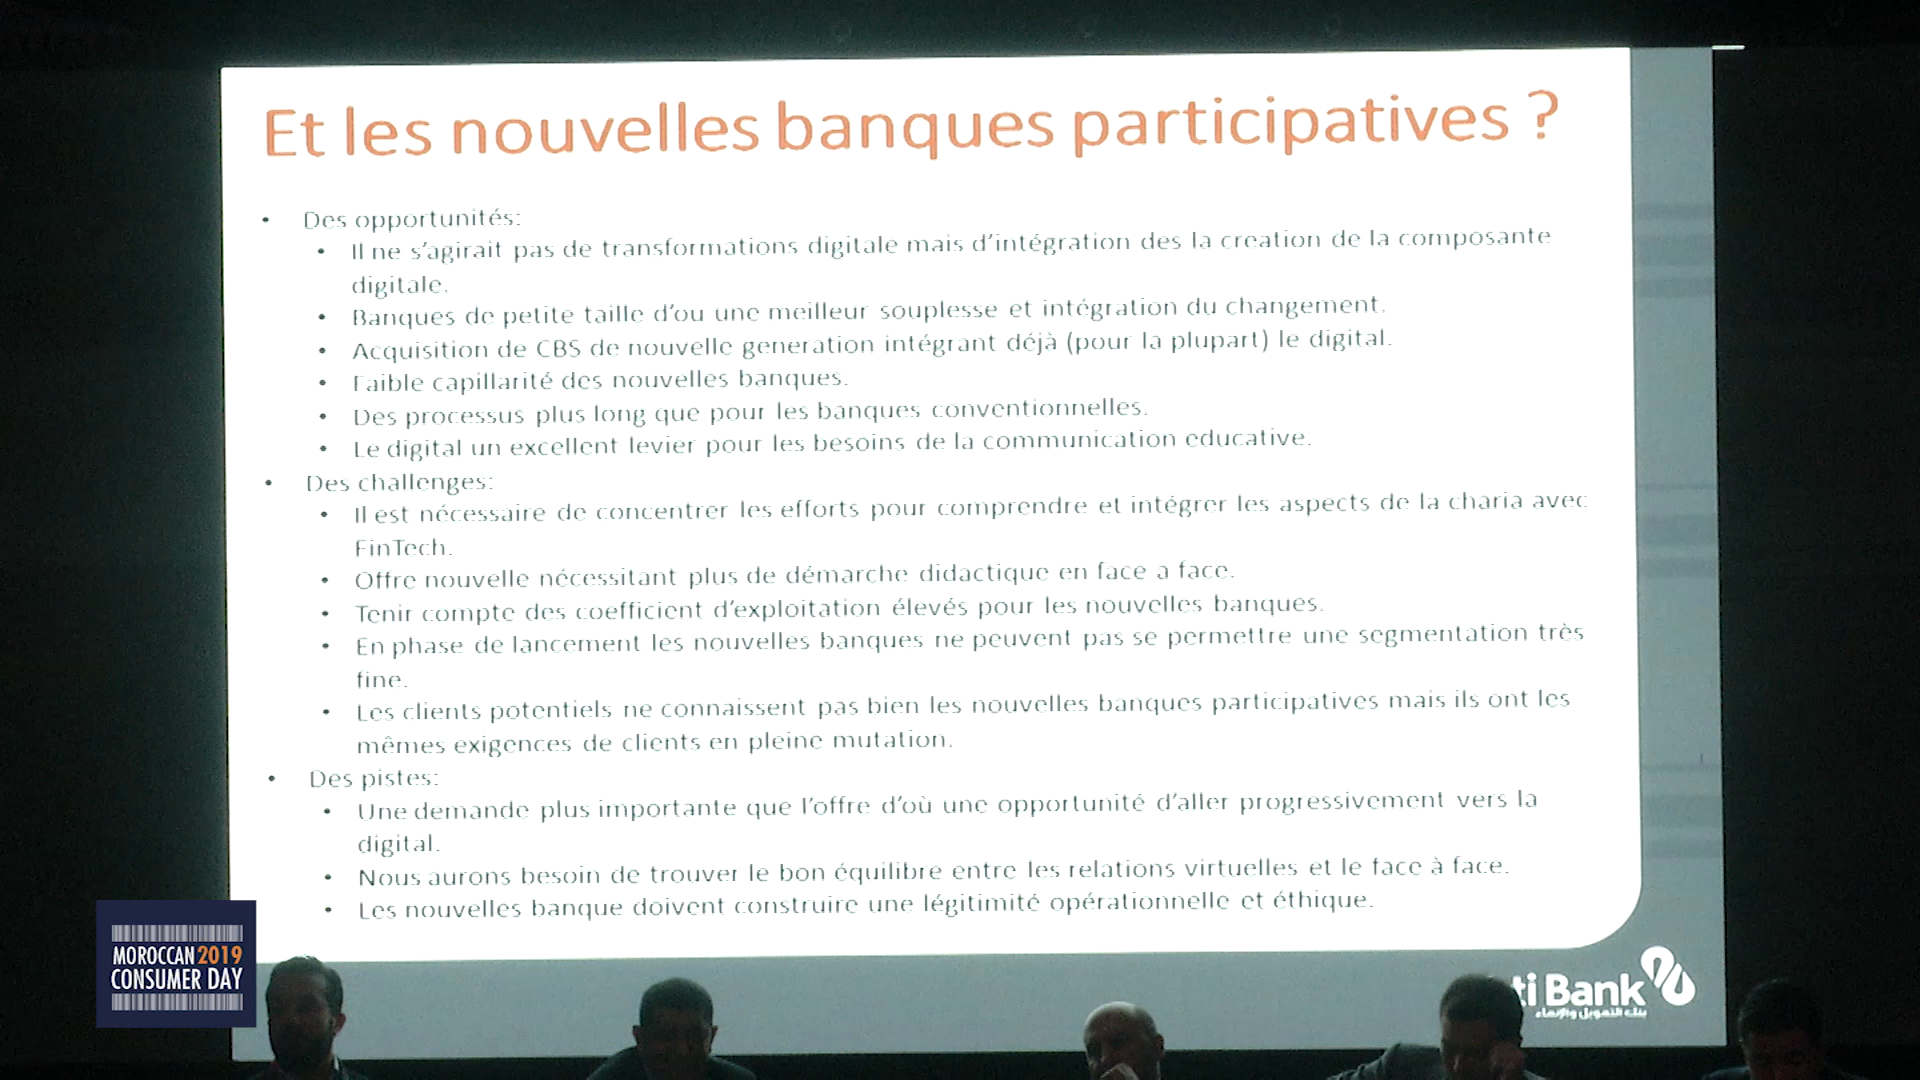 Et les nouvelles banques participatives ?
• Des opportunités:
• Il ne s'agirait pas de transformations digitale mais d'intégration des la creation de la composante
digitale.
• Banques de petite taille d'ou une meilleur souplesse et intégration du changement.
• Acquisition de CBS de nouvelle generation intégrant déjà (pour la plupart) le digital.
• Faible capillarité des nouvelles banques.
• Des processus plus long que pour les banques conventionnelles.
• Le digital un excellent levier pour les besoins de la communication educative.
• Des challenges:
• Il est nécessaire de concentrer les efforts pour comprendre et intégrer les aspects de la charia avec
FinTech.
• Offre nouvelle nécessitant plus de démarche didactique en face a face.
• Tenir compte des coefficient d'exploitation élevés pour les nouvelles banques.
• En phase de lancement les nouvelles banques ne peuvent pas se permettre une segmentation très
fine.
• Les clients potentiels ne connaissent pas bien les nouvelles banques participatives mais ils ont les
mêmes exigences de clients en pleine mutation.
• Des pistes:
• Une demande plus importante que l'offre d'où une opportunité d'aller progressivement vers la
digital.
• Nous aurons besoin de trouver le bon équilibre entre les relations virtuelles et le face à face.
• Les nouvelles banque doivent construire une légitimité opérationnelle et éthique.
MOROCCAN 2019
CONSUMER DAY
ti Bank
بنك التمويل والإنماء